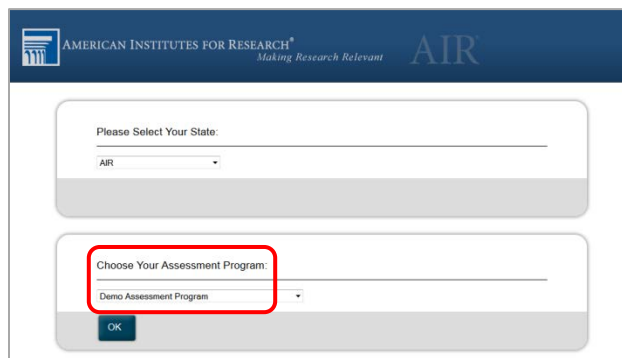 AMERICAN INSTITUTES FOR RESEARCH®
Making Research Relevant
AIR
Please Select Your State:
AIR
Choose Your Assessment Program:
Demo Assessment Program
OK